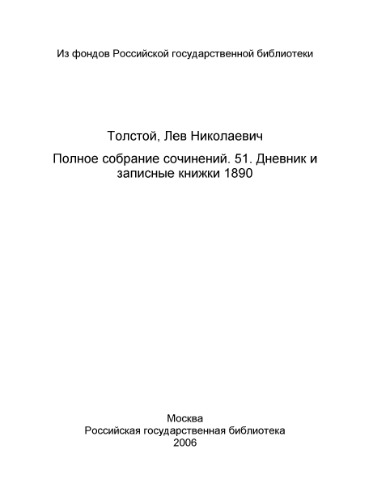 Из фондов Российской государственной библиотеки
Толстой, Лев Николаевич
Полное собрание сочинений. 51. Дневник и
записные книжки 1890
Москва
Российская государственная библиотека
2006